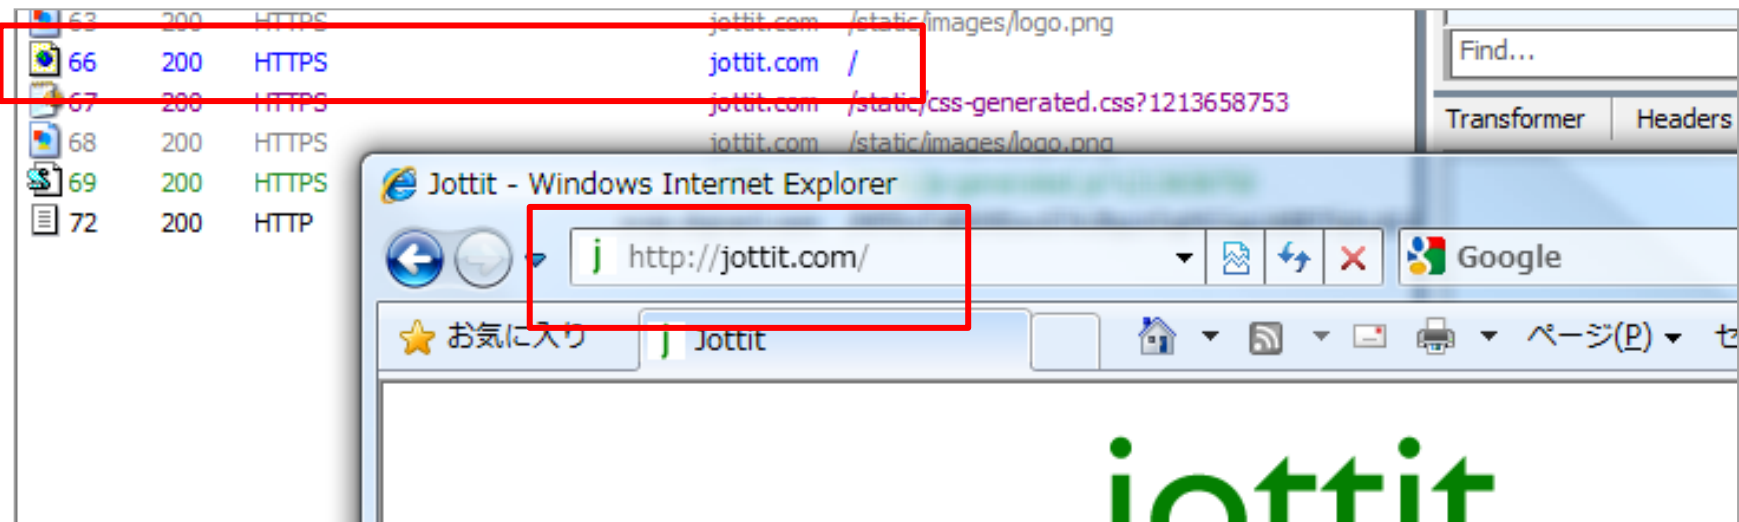 63 200 HTTPS jottit.com /static/images/logo.png
66 200 HTTPS jottit.com /
67 200 HTTPS jottit.com /static/css-generated.css?1213658753
68 200 HTTPS jottit.com /static/images/logo.png
69 200 HTTPS
72 200 HTTP
Find...
Transformer Headers
Jottit - Windows Internet Explorer
j http://jottit.com/ Google
お気に入り j Jottit ページ(P) セ
jottit